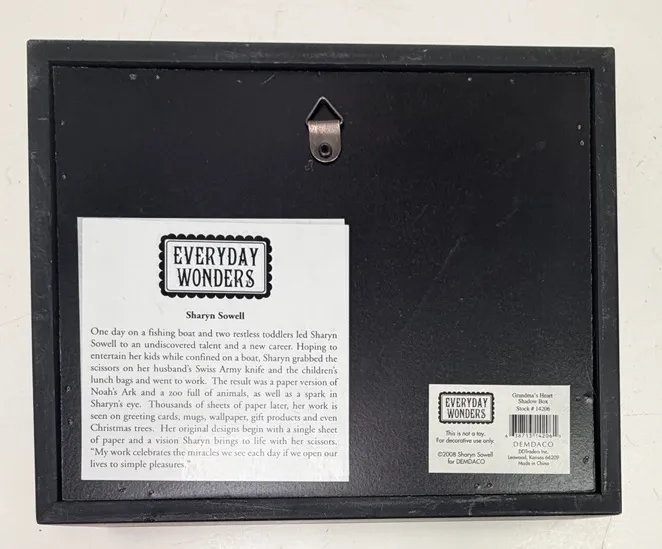 EVERYDAY
WONDERS
Sharyn Sowell
One day on a fishing boat and two restless toddlers led Sharyn
Sowell to an undiscovered talent and a new career. Hoping to
entertain her kids while confined on a boat, Sharyn grabbed the
scissors on her husband's Swiss Army knife and the children's
lunch bags and went to work. The result was a paper version of
Noah's Ark and a zoo full of animals, as well as a spark in
Sharyn's eye. Thousands of sheets of paper later, her work is
seen on greeting cards, mugs, wallpaper, gift products and even
Christmas trees. Her original designs begin with a single sheet
of paper and a vision Sharyn brings to life with her scissors.
"My work celebrates the miracles we see each day if we open our
lives to simple pleasures."
EVERYDAY
WONDERS
This is not a toy.
For decorative use only.
©2008 Sharyn Sowell
for DEMDACO
Grandma's Heart
Shadow Box
Stock # 14206
DEMDACO
DDTraders Inc.
Leawood, Kansas 66209
Made in China